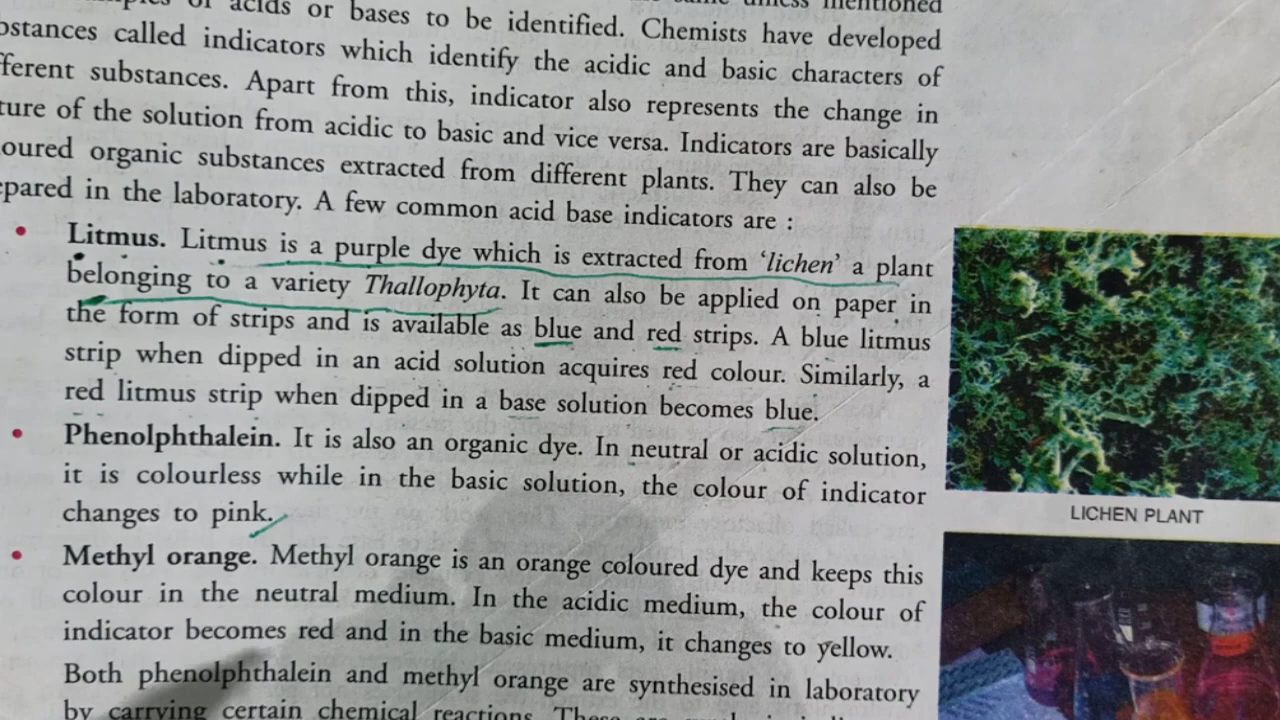 acids or bases to be identified. Chemists have developed
called indicators which identify the acidic and basic characters of
substances. Apart from this, indicator also represents the change in
of the solution from acidic to basic and vice versa. Indicators are basically
organic substances extracted from different plants. They can also be
in the laboratory. A few common acid base indicators are :
• Litmus. Litmus is a purple dye which is extracted from ‘lichen’ a plant
belonging to a variety Thallophyta. It can also be applied on paper in
the form of strips and is available as blue and red strips. A blue litmus
strip when dipped in an acid solution acquires red colour. Similarly, a
red litmus strip when dipped in a base solution becomes blue.
• Phenolphthalein. It is also an organic dye. In neutral or acidic solution,
it is colourless while in the basic solution, the colour of indicator
changes to pink.
• Methyl orange. Methyl orange is an orange coloured dye and keeps this
colour in the neutral medium. In the acidic medium, the colour of
indicator becomes red and in the basic medium, it changes to yellow.
Both phenolphthalein and methyl orange are synthesised in laboratory
by carrying certain chemical reactions.
LICHEN PLANT